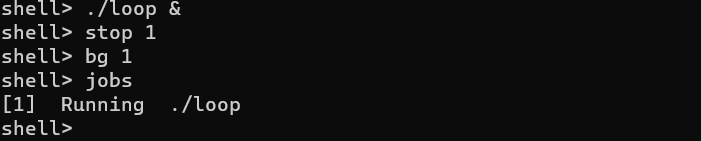 shell> ./loop &
shell> stop 1
shell> bg 1
shell> jobs
[1]  Running  ./loop
shell>